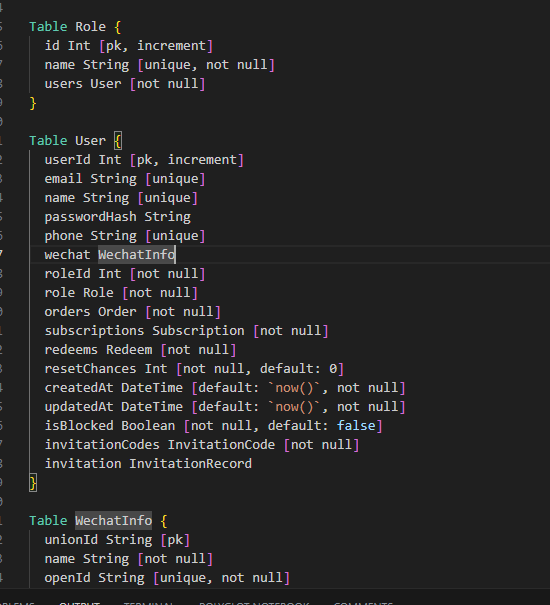 Table Role {
id Int [pk, increment]
name String [unique, not null]
users User [not null]
}
Table User {
userId Int [pk, increment]
email String [unique]
name String [unique]
passwordHash String
phone String [unique]
wechat WechatInfo
roleId Int [not null]
role Role [not null]
orders Order [not null]
subscriptions Subscription [not null]
redeems Redeem [not null]
resetChances Int [not null, default: 0]
createdAt DateTime [default: `now()`, not null]
updatedAt DateTime [default: `now()`, not null]
isBlocked Boolean [not null, default: false]
invitationCodes InvitationCode [not null]
invitation InvitationRecord
}
Table WechatInfo {
unionId String [pk]
name String [not null]
openId String [unique, not null]